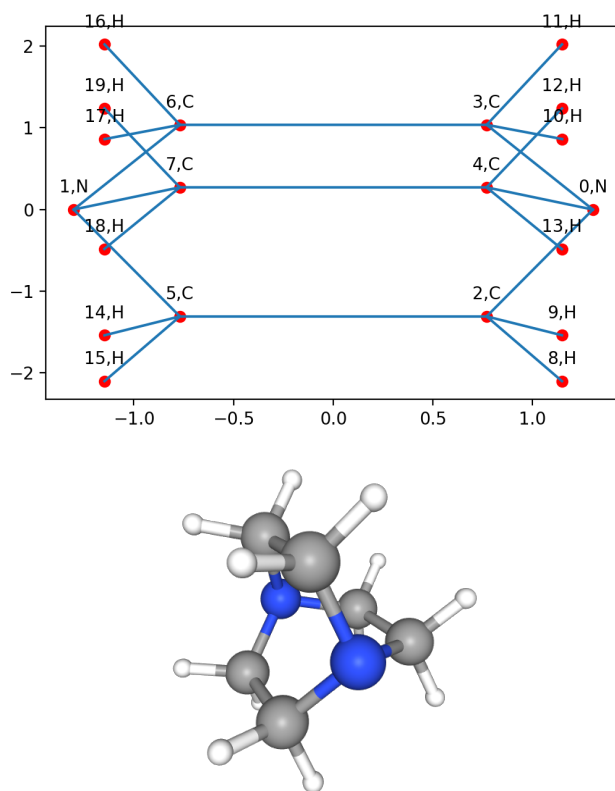 16,H 11,H
2
19,H 12,H
17,H 6,C 3,C 10,H
1
7,C 4,C
1,N 0,N
0
18,H 13,H
−1
5,C 2,C
14,H 9,H
15,H 8,H
−2
−1.0 −0.5 0.0 0.5 1.0